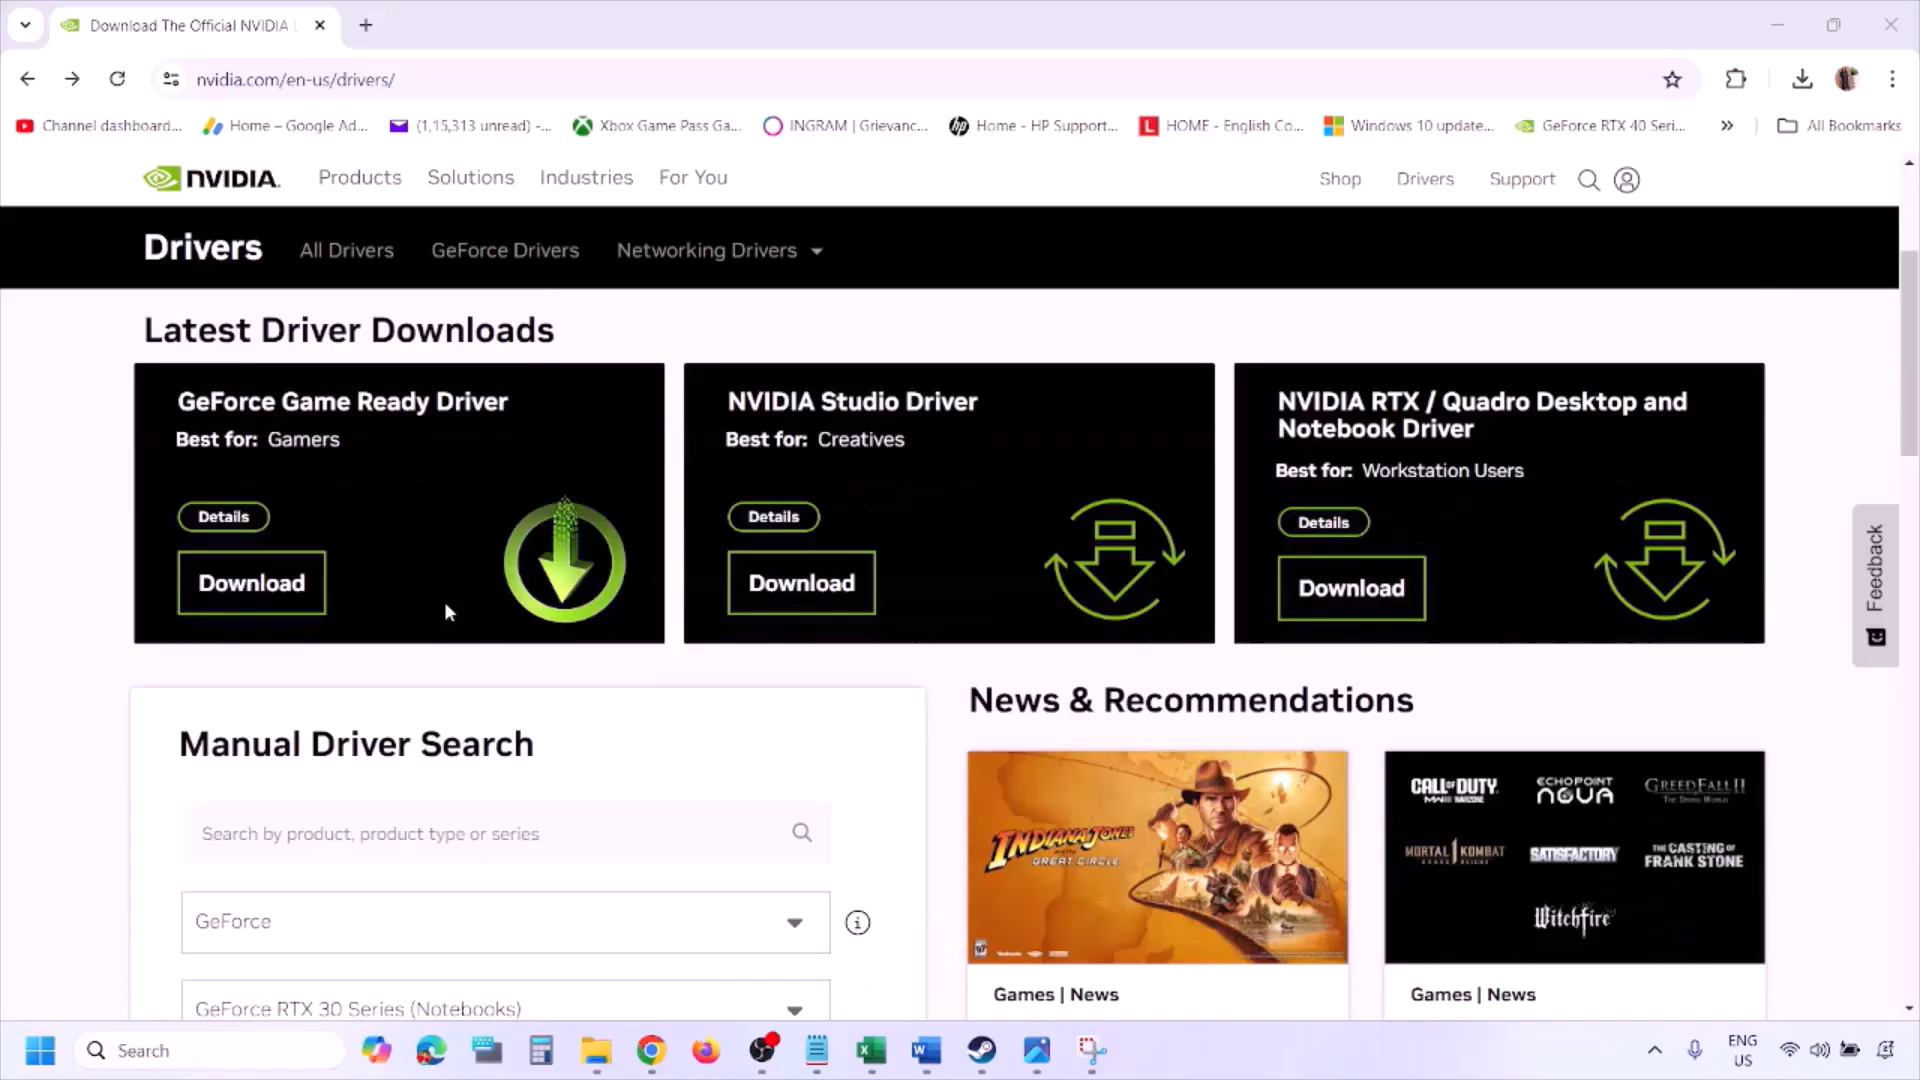 Download The Official NVIDIA
nvidia.com/en-us/drivers/
Channel dashboard...
Home – Google Ad...
(1,15,313 unread) -...
Xbox Game Pass Ga...
INGRAM | Grievanc...
Home - HP Support...
HOME - English Co...
Windows 10 update...
GeForce RTX 40 Seri...
All Bookmarks
NVIDIA.
Products
Solutions
Industries
For You
Shop
Drivers
Support
Drivers
All Drivers
GeForce Drivers
Networking Drivers
Latest Driver Downloads
GeForce Game Ready Driver
Best for: Gamers
Details
Download
NVIDIA Studio Driver
Best for: Creatives
Details
Download
NVIDIA RTX / Quadro Desktop and
Notebook Driver
Best for: Workstation Users
Details
Download
Feedback
Manual Driver Search
Search by product, product type or series
GeForce
GeForce RTX 30 Series (Notebooks)
News & Recommendations
INDIANA JONES
AND THE
GREAT CIRCLE
Games | News
CALL OF DUTY
ECHOPOINT
NOVA
GREEDFALL II
THE DYING WORLD
MORTAL KOMBAT 1
SATISFACTORY
THE CASTING OF
FRANK STONE
Witchfire
Games | News
Search
ENG
US